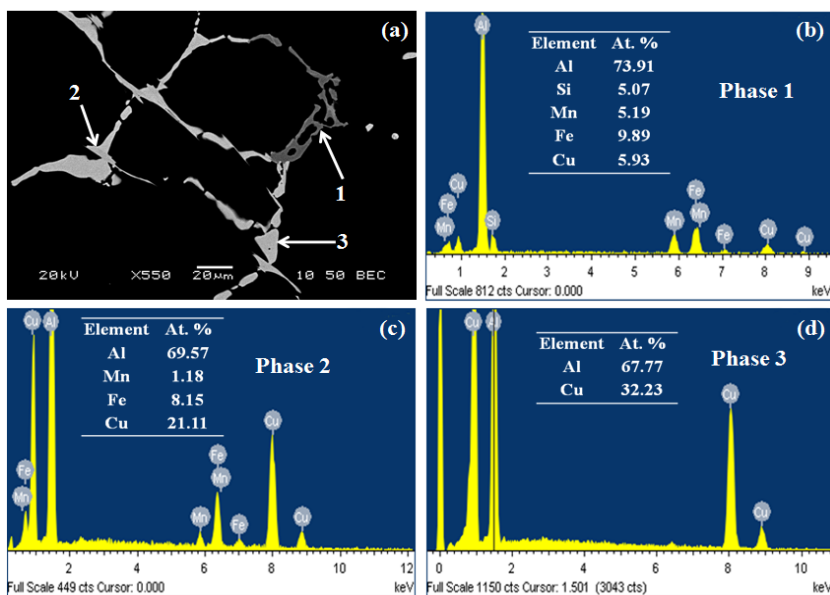 (a)
2
1
3
20kV X550 20µm 10 50 BEC
(b)
Al
Element At. %
Al 73.91
Si 5.07
Mn 5.19
Fe 9.89
Cu 5.93
Phase 1
Cu
Fe
Mn
Si
Mn
Fe
Mn
Fe
Cu
Cu
1 2 3 4 5 6 7 8 9
keV
Full Scale 812 cts Cursor: 0.000
(c)
Cu
Al
Element At. %
Al 69.57
Mn 1.18
Fe 8.15
Cu 21.11
Phase 2
Fe
Mn
Cu
Fe
Mn
Mn
Fe
Cu
2 4 6 8 10 12
keV
Full Scale 449 cts Cursor: 0.000
(d)
Cu
Al
Element At. %
Al 67.77
Cu 32.23
Phase 3
Cu
Cu
0 2 4 6 8 10
keV
Full Scale 1150 cts Cursor: 1.501 (3043 cts)